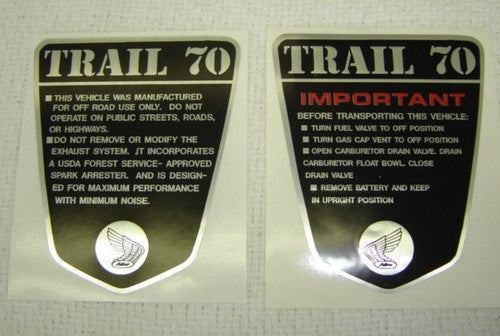 TRAIL 70
■ THIS VEHICLE WAS MANUFACTURED
FOR OFF ROAD USE ONLY. DO NOT
OPERATE ON PUBLIC STREETS, ROADS,
OR HIGHWAYS.
■ DO NOT REMOVE OR MODIFY THE
EXHAUST SYSTEM. JT INCORPORATES
A USDA FOREST SERVICE- APPROVED
SPARK ARRESTER. AND IS DESIGN-
ED FOR MAXIMUM PERFORMANCE
WITH MINIMUM NOISE.
TRAIL 70
IMPORTANT
BEFORE TRANSPORTING THIS VEHICLE:
■ TURN FUEL VALVE TO OFF POSITION
■ TURN GAS CAP VENT TO OFF POSITION
■ OPEN CARBURETOR DRAIN VALVE. DRAIN
CARBURETOR FLOAT BOWL. CLOSE
DRAIN VALVE
■ REMOVE BATTERY AND KEEP
IN UPRIGHT POSITION